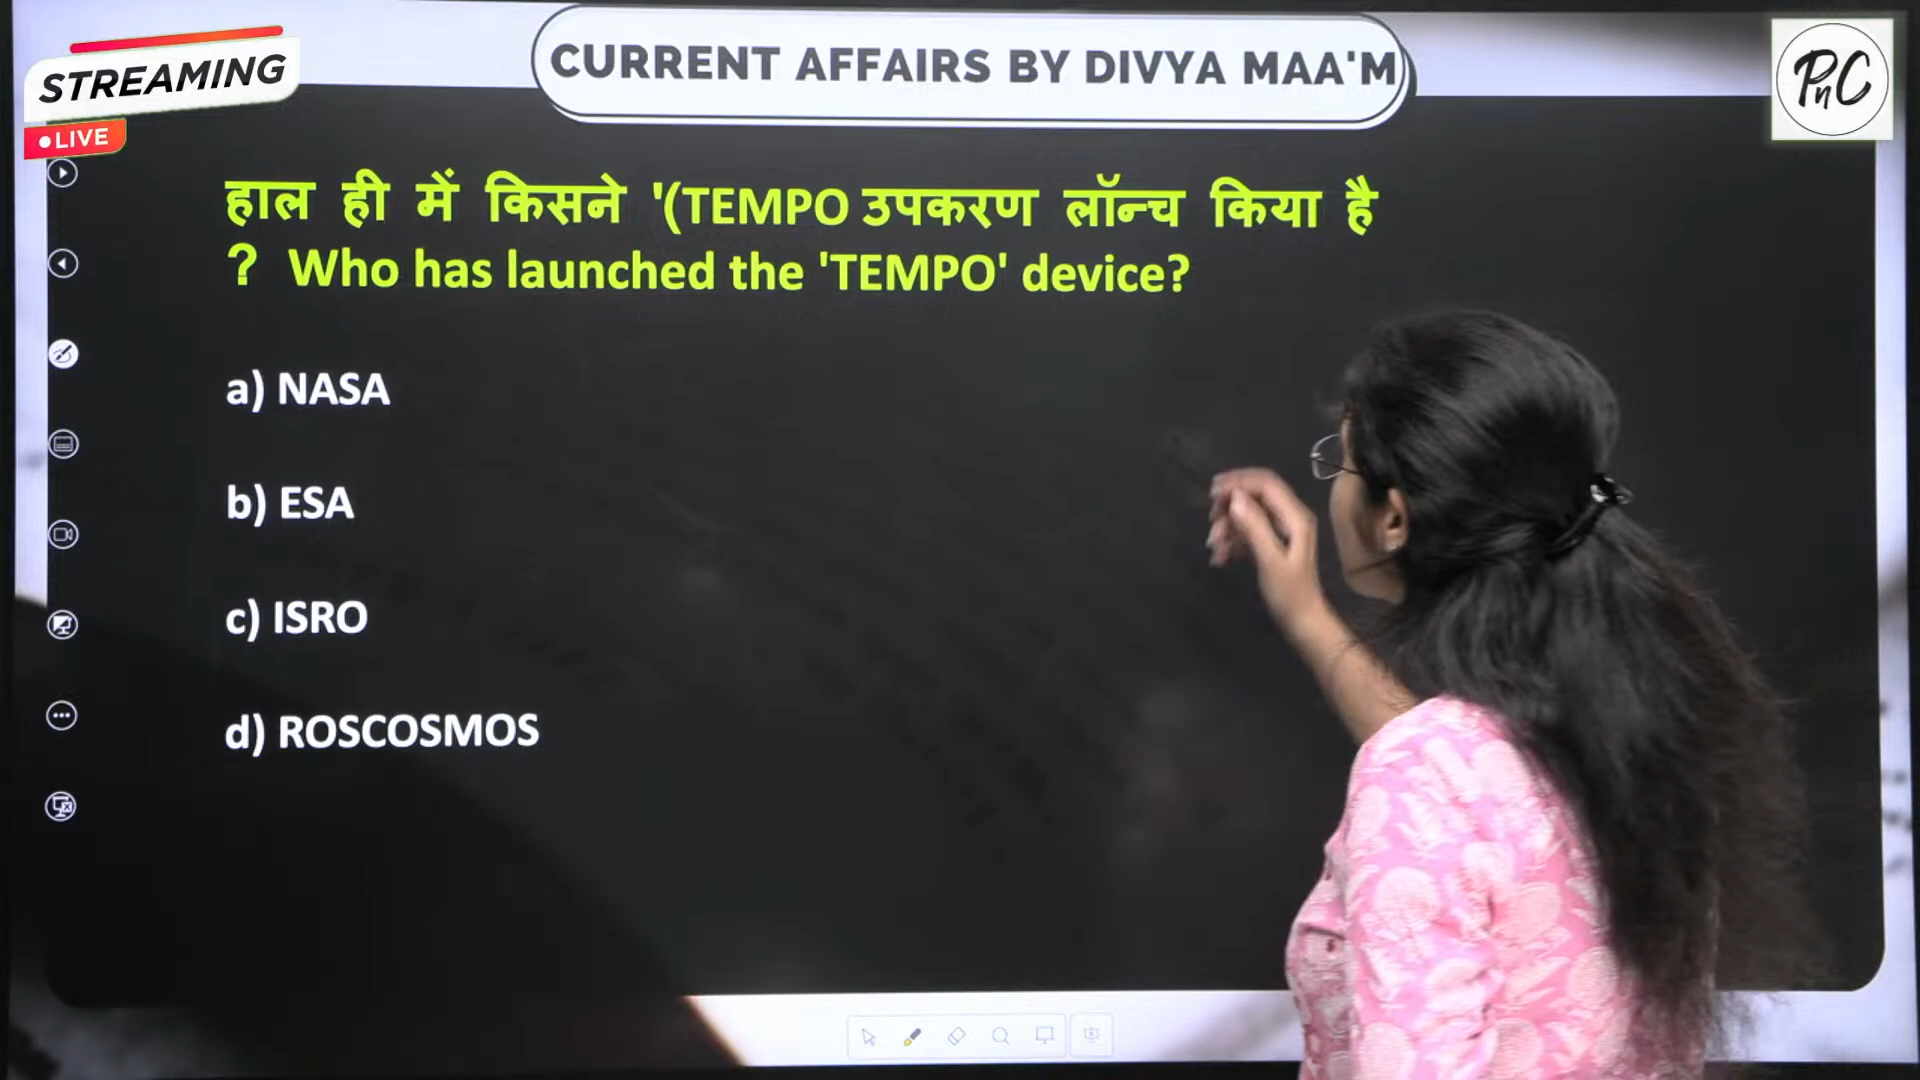 STREAMING
LIVE
CURRENT AFFAIRS BY DIVYA MAA'M
PnC
हाल ही में किसने '(TEMPO उपकरण लॉन्च किया है
? Who has launched the 'TEMPO' device?
a) NASA
b) ESA
c) ISRO
d) ROSCOSMOS